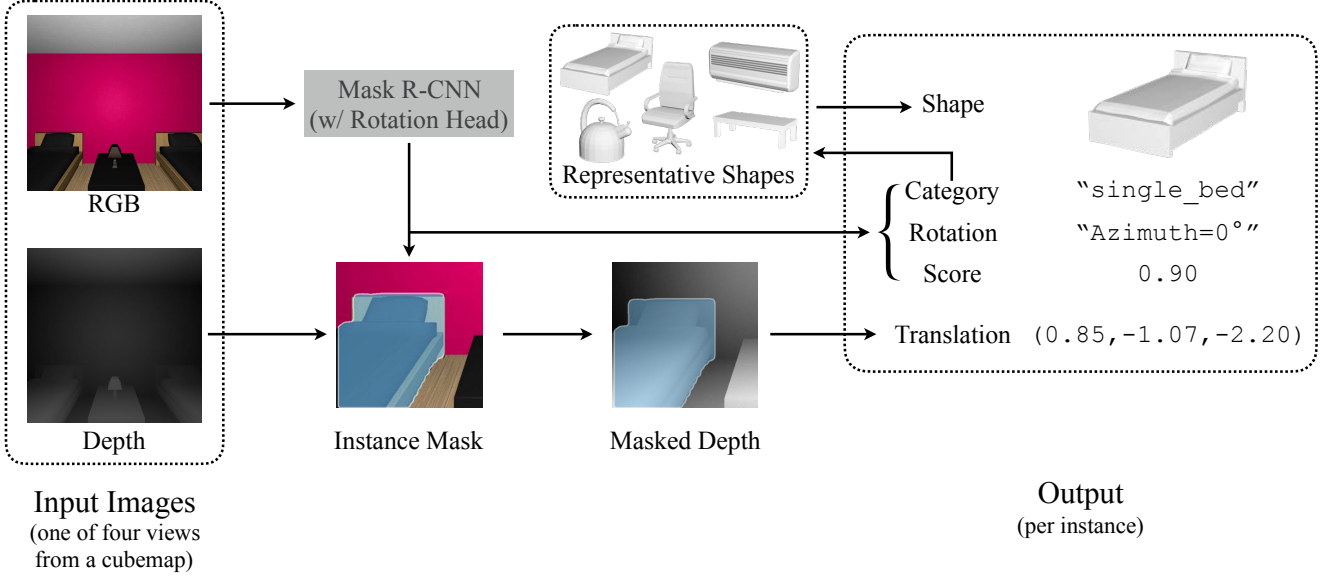 RGB
Depth
Input Images
(one of four views
from a cubemap)
Mask R-CNN
(w/ Rotation Head)
Instance Mask
Masked Depth
Representative Shapes
Shape
Category
“single_bed”
Rotation
“Azimuth=0°”
Score
0.90
Translation
(0.85,-1.07,-2.20)
Output
(per instance)